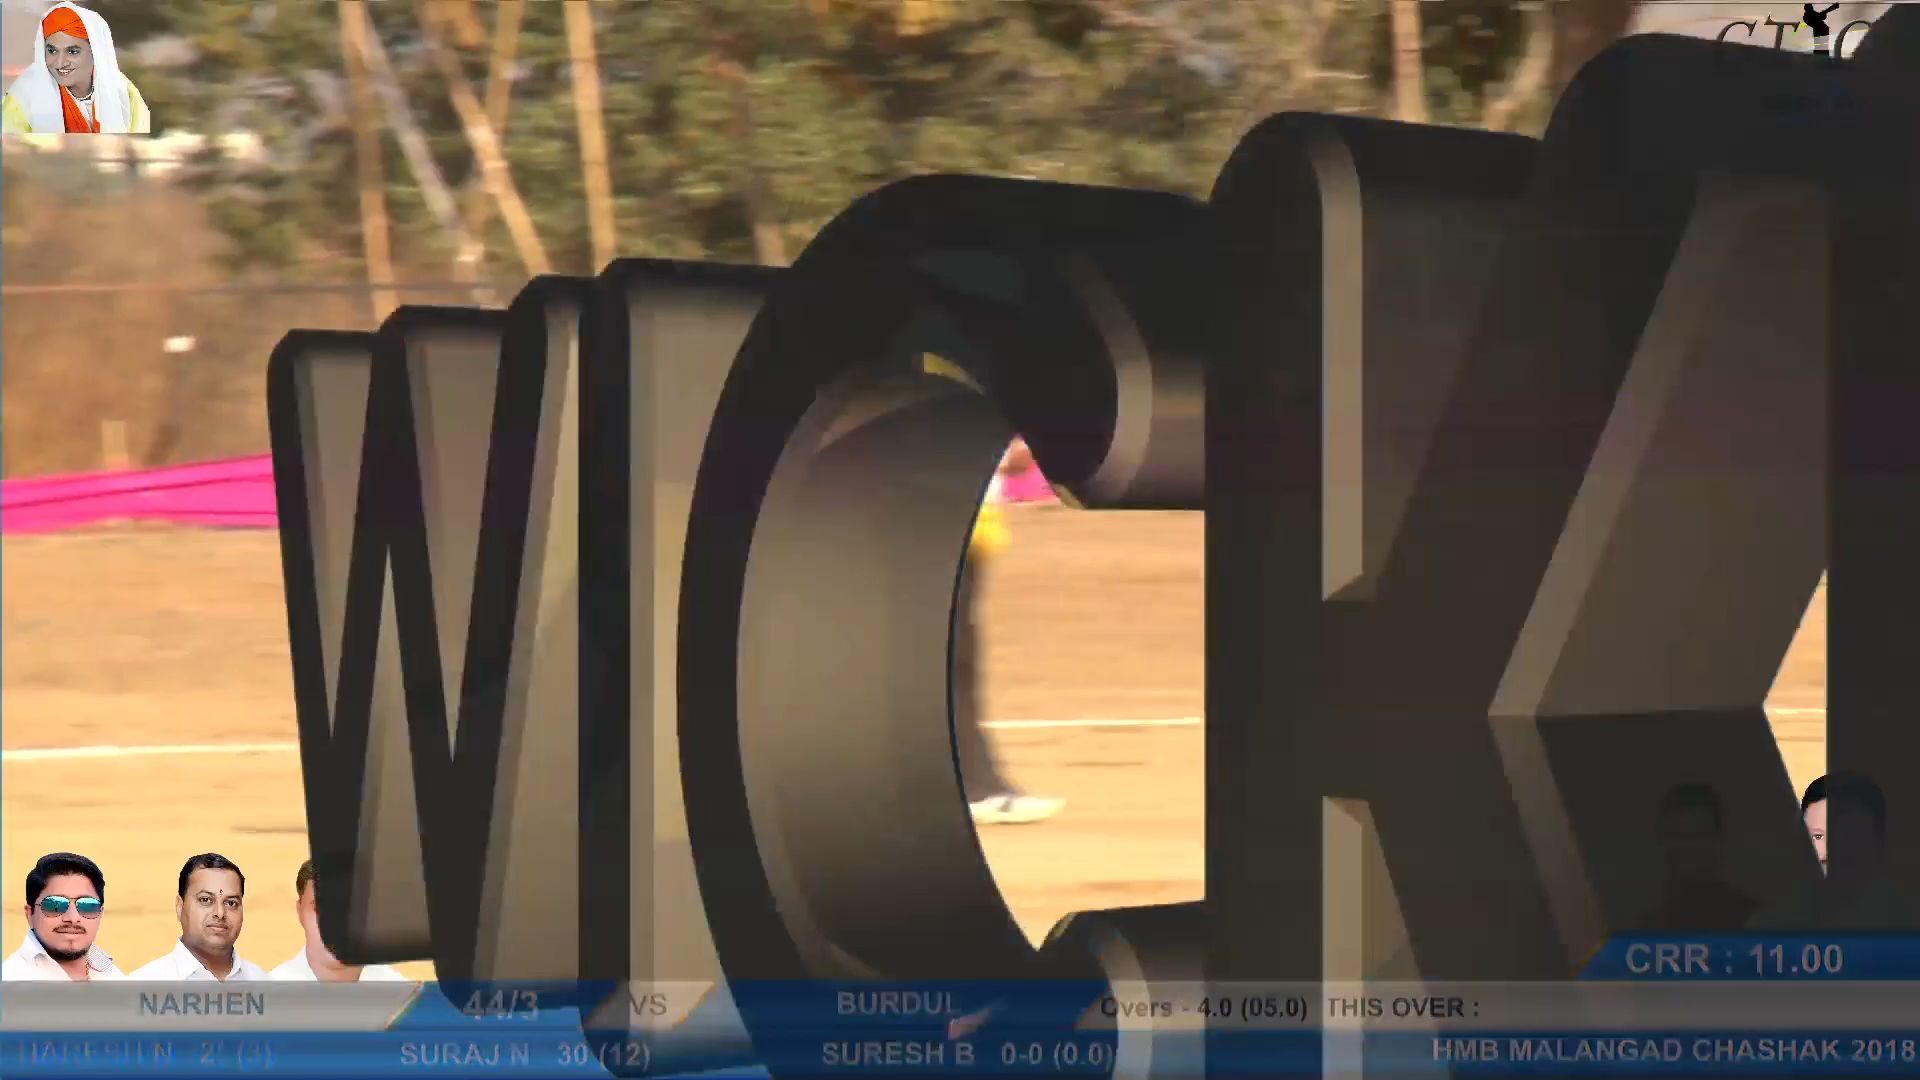 WICK
CRR : 11.00
NARHEN 44/3 VS BURDUL Overs - 4.0 (05.0) THIS OVER :
SURAJ N 30 (12) SURESH B 0-0 (0.0) HMB MALANGAD CHASHAK 2018